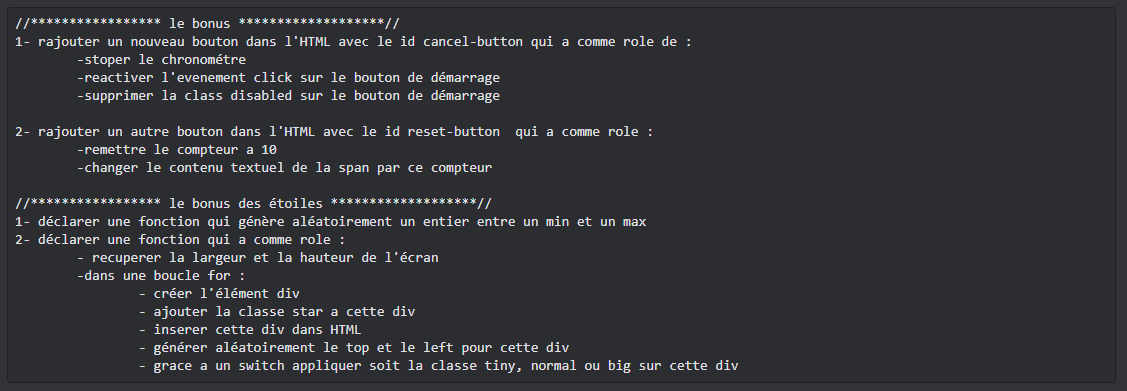 //***************** le bonus *******************//
1- rajouter un nouveau bouton dans l'HTML avec le id cancel-button qui a comme role de :
-stoper le chronométre
-reactiver l'evenement click sur le bouton de démarrage
-supprimer la class disabled sur le bouton de démarrage
2- rajouter un autre bouton dans l'HTML avec le id reset-button  qui a comme role :
-remettre le compteur a 10
-changer le contenu textuel de la span par ce compteur
//***************** le bonus des étoiles *******************//
1- déclarer une fonction qui génère aléatoirement un entier entre un min et un max
2- déclarer une fonction qui a comme role :
- recuperer la largeur et la hauteur de l'écran
-dans une boucle for :
- créer l'élément div
- ajouter la classe star a cette div
- inserer cette div dans HTML
- générer aléatoirement le top et le left pour cette div
- grace a un switch appliquer soit la classe tiny, normal ou big sur cette div